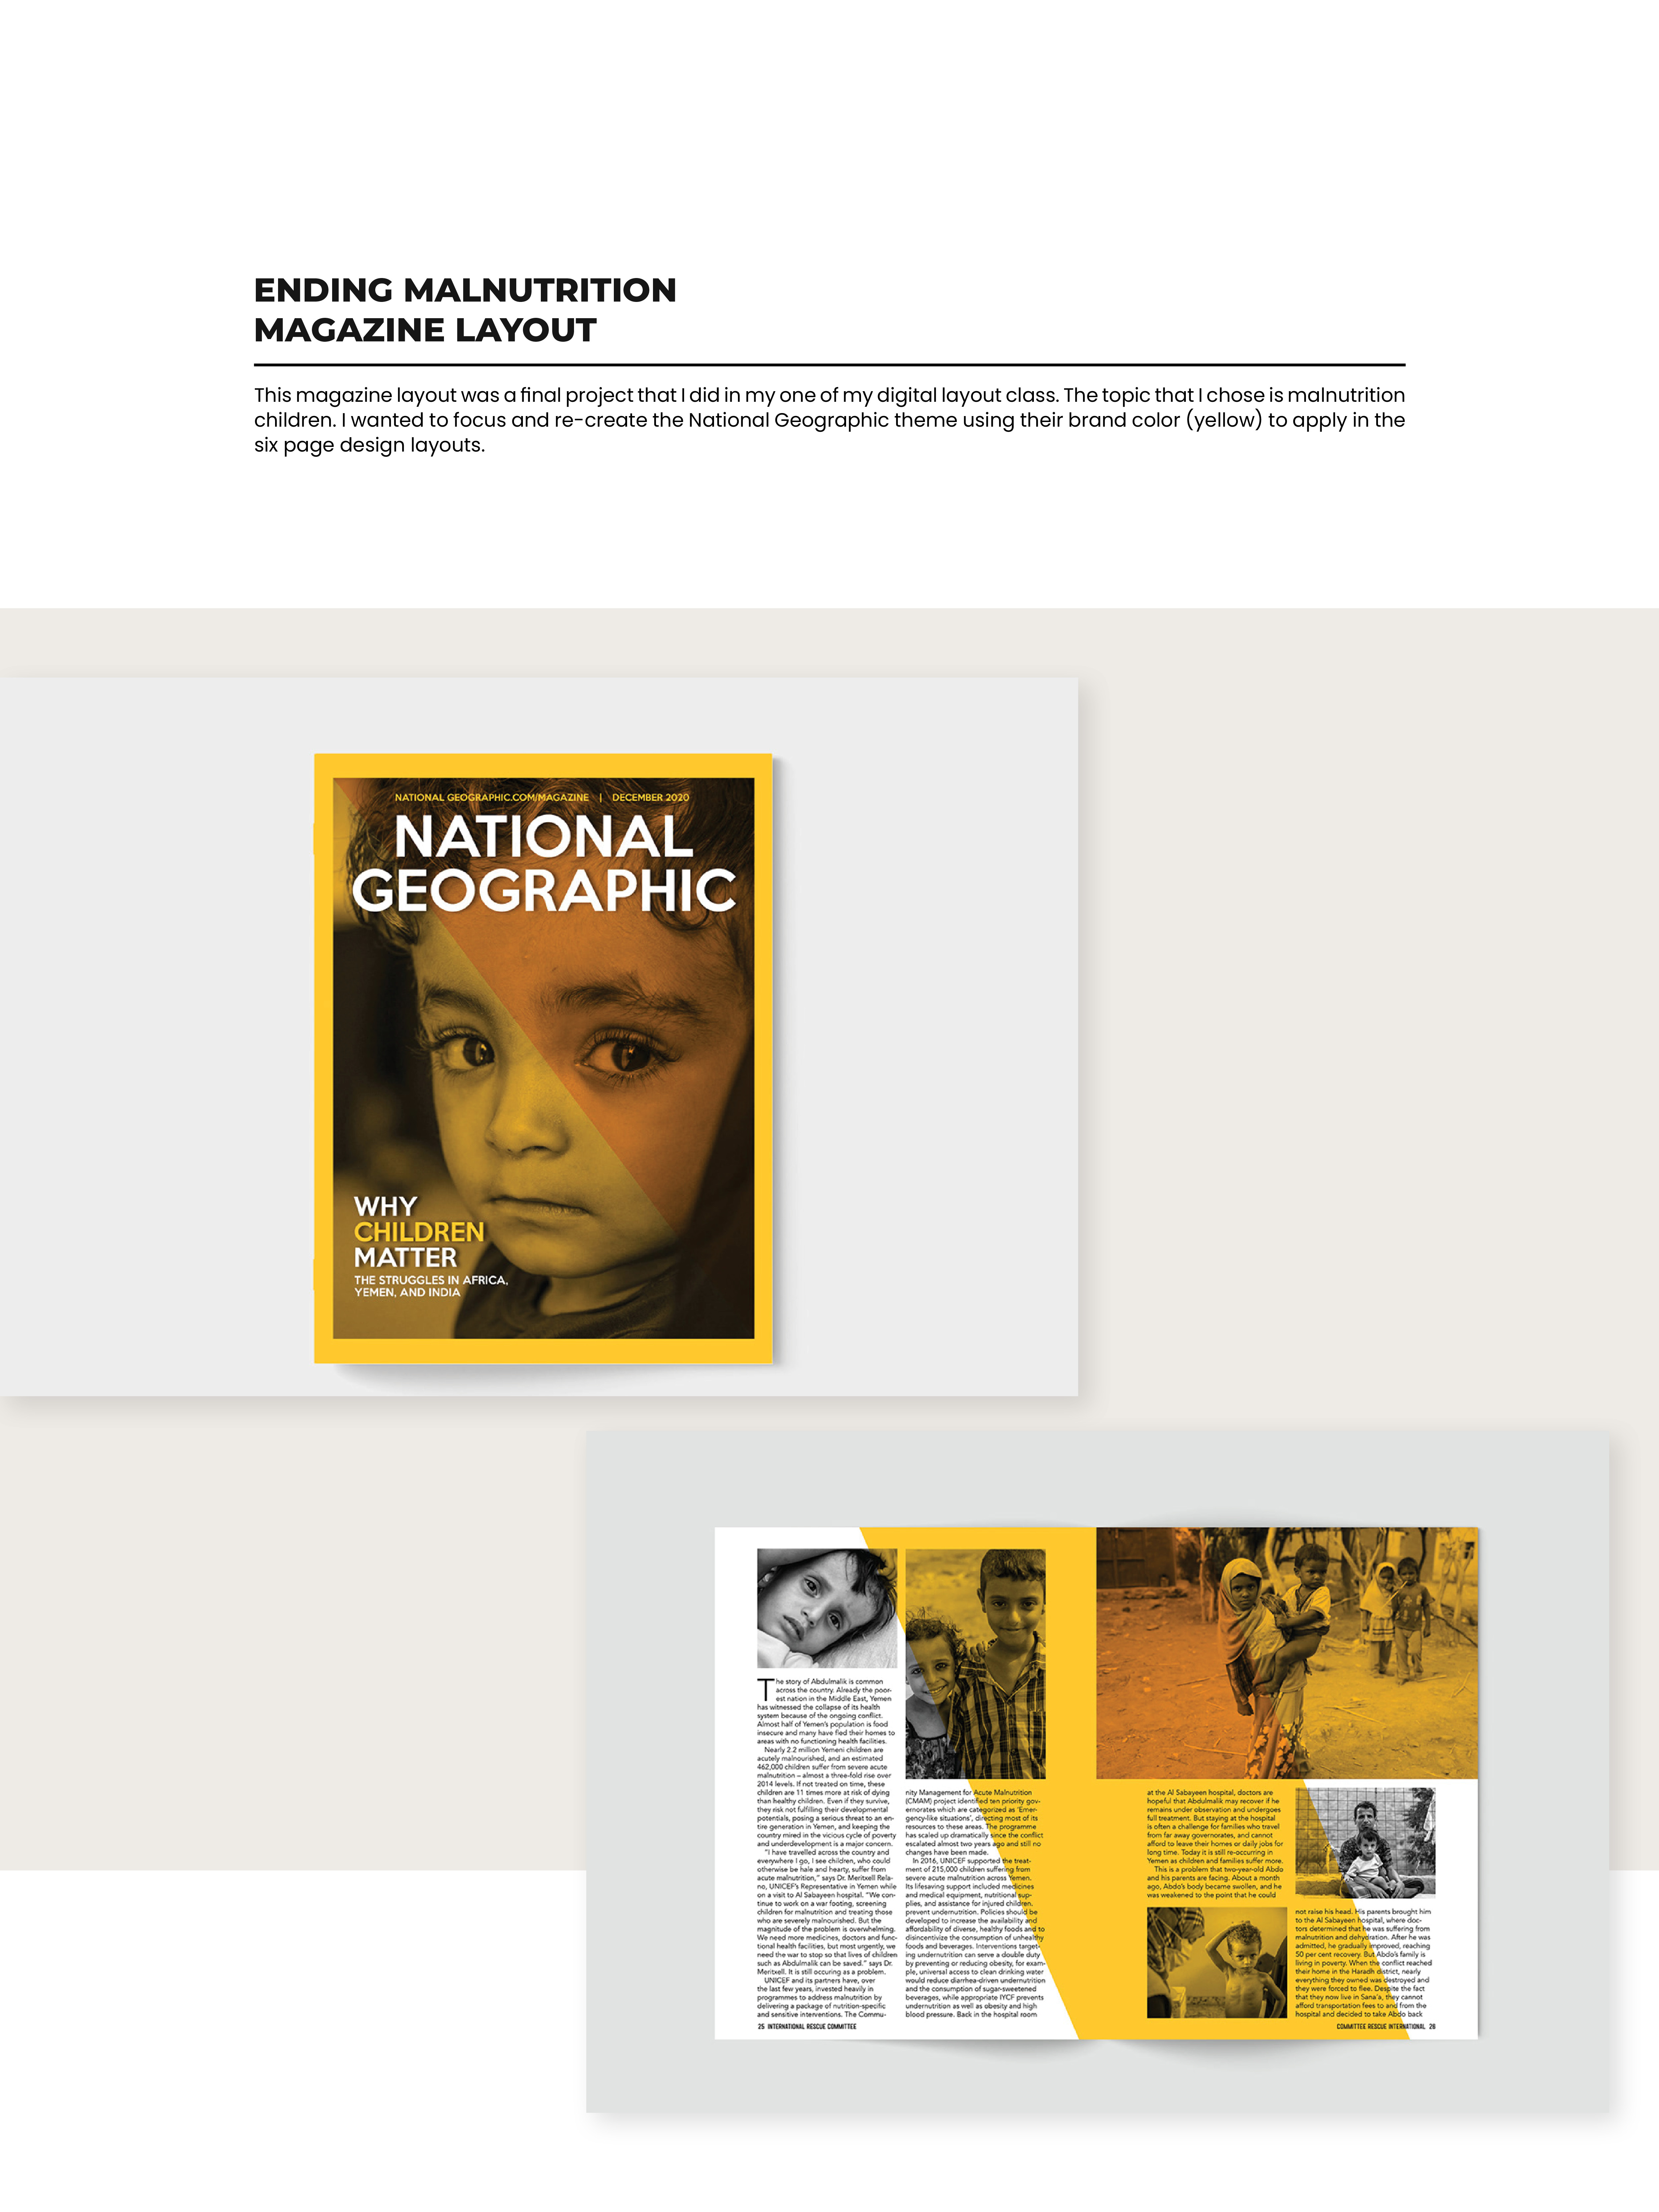 ENDING MALNUTRITION
MAGAZINE LAYOUT
This magazine layout was a final project that I did in my one of my digital layout class. The topic that I chose is malnutrition
children. I wanted to focus and re-create the National Geographic theme using their brand color (yellow) to apply in the
six page design layouts.
NATIONAL GEOGRAPHIC.COM/MAGAZINE | DECEMBER 2020
NATIONAL
GEOGRAPHIC
WHY
CHILDREN
MATTER
THE STRUGGLES IN AFRICA,
YEMEN, AND INDIA
The story of Abdulmalik is common
across the country. Already the poor-
est nation in the Middle East, Yemen
has witnessed the collapse of its health
system because of the ongoing conflict.
Almost half of Yemen's population is food
insecure and many have fled their homes to
areas with no functioning health facilities.
Nearly 2.2 million Yemeni children are
acutely malnourished, and an estimated
462,000 children suffer from severe acute
malnutrition – almost a three-fold rise over
2014 levels. If not treated on time, these
children are 11 times more at risk of dying
than healthy children. Even if they survive,
they risk not fulfilling their developmental
potentials, posing a serious threat to an en-
tire generation in Yemen, and keeping the
country mired in the vicious cycle of poverty
and underdevelopment is a major concern.
"I have travelled across the country and
everywhere I go, I see children, who could
otherwise be hale and hearty, suffer from
acute malnutrition," says Dr. Meritxell Rela-
no, UNICEF's Representative in Yemen while
on a visit to Al Sabayeen hospital. "We con-
tinue to work on a war footing, screening
children for malnutrition and treating those
who are severely malnourished. But the
magnitude of the problem is overwhelming.
We need more medicines, doctors and func-
tional health facilities, but most urgently, we
need the war to stop so that lives of children
such as Abdulmalik can be saved." says Dr.
Meritxell. It is still occuring as a problem.
UNICEF and its partners have, over
the last few years, invested heavily in
programmes to address malnutrition by
delivering a package of nutrition-specific
and sensitive interventions. The Commu-
25 INTERNATIONAL RESCUE COMMITTEE
nity Management for Acute Malnutrition
(CMAM) project identified ten priority gov-
ernorates which are categorized as 'Emer-
gency-like situations', directing most of its
resources to these areas. The programme
has scaled up dramatically since the conflict
escalated almost two years ago and still no
changes have been made.
In 2016, UNICEF supported the treat-
ment of 215,000 children suffering from
severe acute malnutrition across Yemen.
Its lifesaving support included medicines
and medical equipment, nutritional sup-
plies, and assistance for injured children.
prevent undernutrition. Policies should be
developed to increase the availability and
affordability of diverse, healthy foods and to
disincentivize the consumption of unhealthy
foods and beverages. Interventions target-
ing undernutrition can serve a double duty
by preventing or reducing obesity, for exam-
ple, universal access to clean drinking water
would reduce diarrhea-driven undernutrition
and the consumption of sugar-sweetened
beverages, while appropriate IYCF prevents
undernutrition as well as obesity and high
blood pressure. Back in the hospital room
at the Al Sabayeen hospital, doctors are
hopeful that Abdulmalik may recover if he
remains under observation and undergoes
full treatment. But staying at the hospital
is often a challenge for families who travel
from far away governorates, and cannot
afford to leave their homes or daily jobs for
long time. Today it is still re-occurring in
Yemen as children and families suffer more.
This is a problem that two-year-old Abdo
and his parents are facing. About a month
ago, Abdo's body became swollen, and he
was weakened to the point that he could
not raise his head. His parents brought him
to the Al Sabayeen hospital, where doc-
tors determined that he was suffering from
malnutrition and dehydration. After he was
admitted, he gradually improved, reaching
50 per cent recovery. But Abdo's family is
living in poverty. When the conflict reached
their home in the Haradh district, nearly
everything they owned was destroyed and
they were forced to flee. Despite the fact
that they now live in Sana'a, they cannot
afford transportation fees to and from the
hospital and decided to take Abdo back
COMMITTEE RESCUE INTERNATIONAL 26